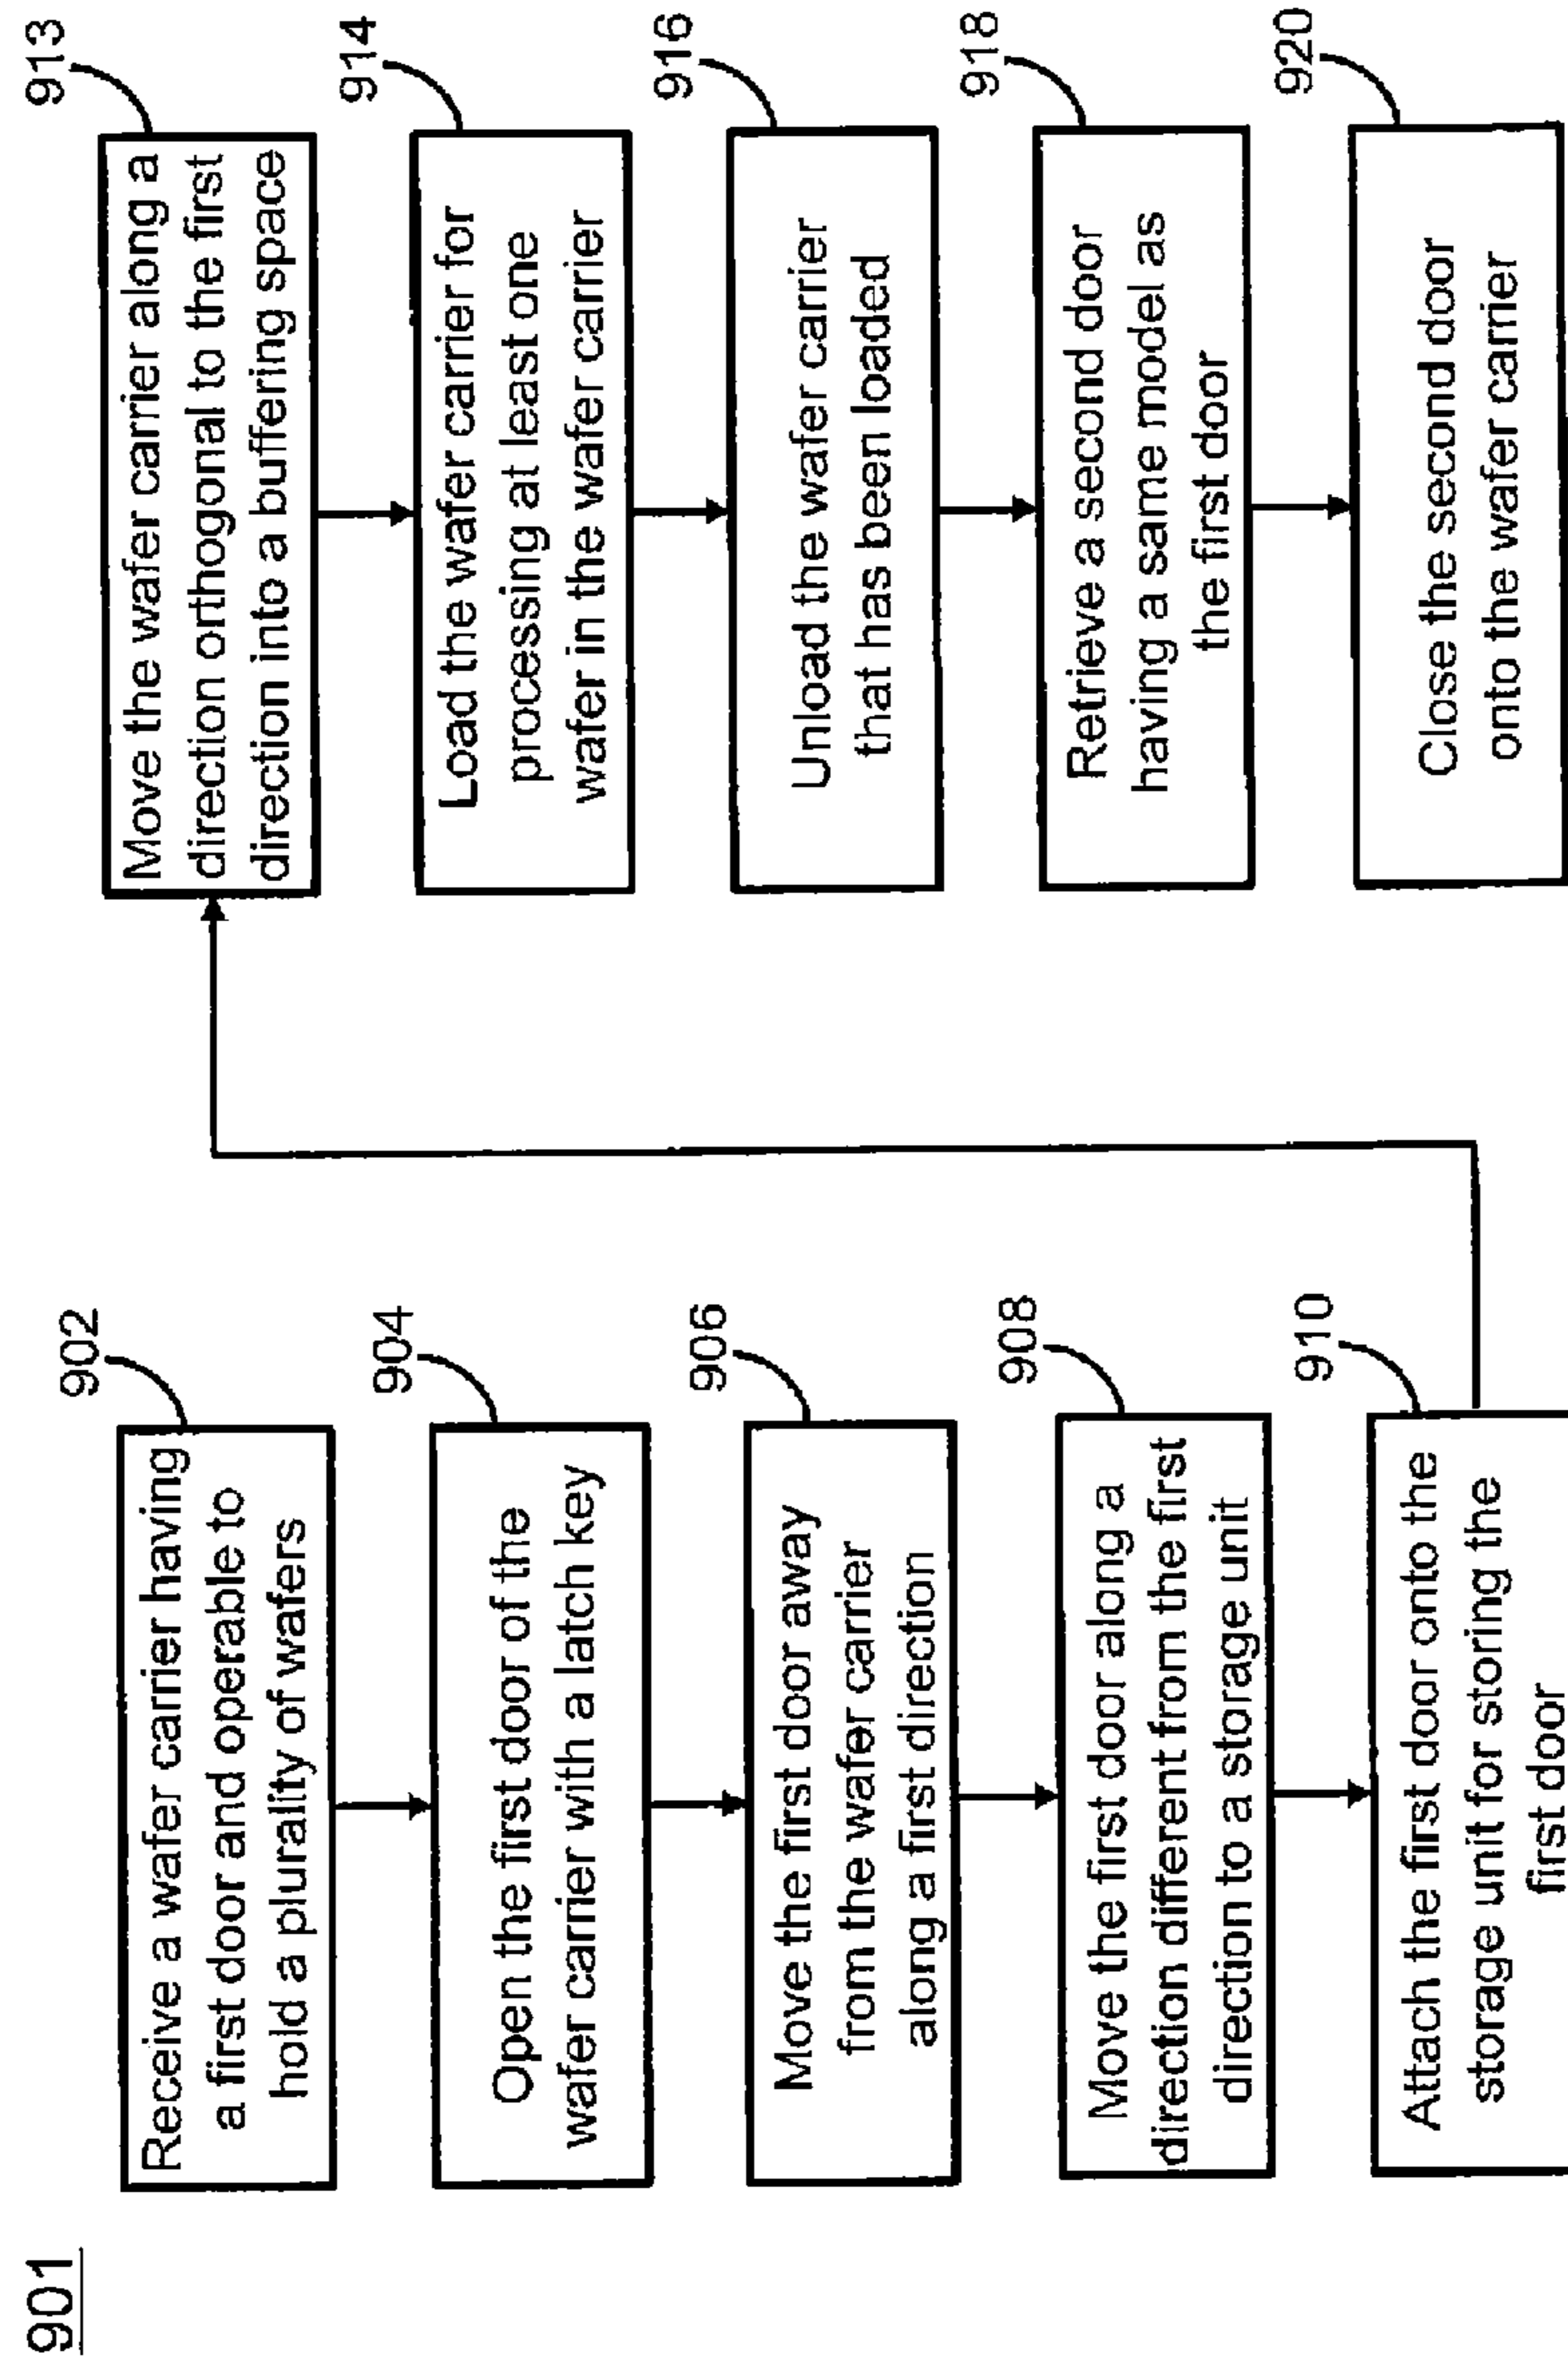 901
902
Receive a wafer carrier having
a first door and operable to
hold a plurality of wafers
904
Open the first door of the
wafer carrier with a latch key
906
Move the first door away
from the wafer carrier
along a first direction
908
Move the first door along a
direction different from the first
direction to a storage unit
910
Attach the first door onto the
storage unit for storing the
first door
913
Move the wafer carrier along a
direction orthogonal to the first
direction into a buffering space
914
Load the wafer carrier for
processing at least one
wafer in the wafer carrier
916
Unload the wafer carrier
that has been loaded
918
Retrieve a second door
having a same model as
the first door
920
Close the second door
onto the wafer carrier